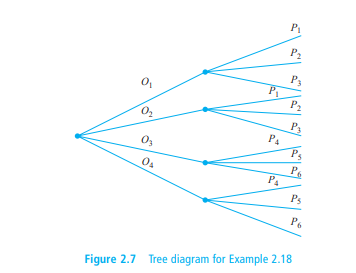 P₁
P₂
O₁
P₃
P₁
O₂
P₂
P₃
O₃
P₄
P₅
O₄
P₆
P₄
P₅
P₆
Figure 2.7 Tree diagram for Example 2.18